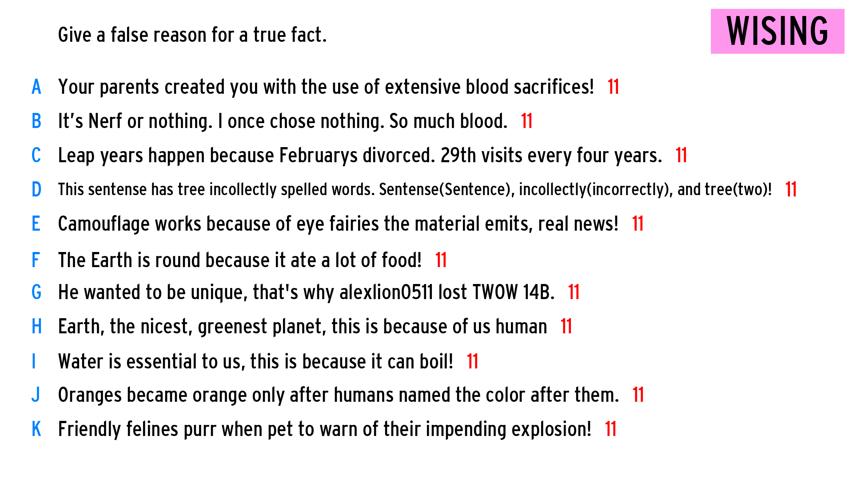 Give a false reason for a true fact.
WISING
A Your parents created you with the use of extensive blood sacrifices! 11
B It's Nerf or nothing. I once chose nothing. So much blood. 11
C Leap years happen because Februarys divorced. 29th visits every four years. 11
D This sentense has tree incollectly spelled words. Sentense(Sentence), incollectly(incorrectly), and tree(two)! 11
E Camouflage works because of eye fairies the material emits, real news! 11
F The Earth is round because it ate a lot of food! 11
G He wanted to be unique, that's why alexlion0511 lost TWOW 14B. 11
H Earth, the nicest, greenest planet, this is because of us human 11
I Water is essential to us, this is because it can boil! 11
J Oranges became orange only after humans named the color after them. 11
K Friendly felines purr when pet to warn of their impending explosion! 11